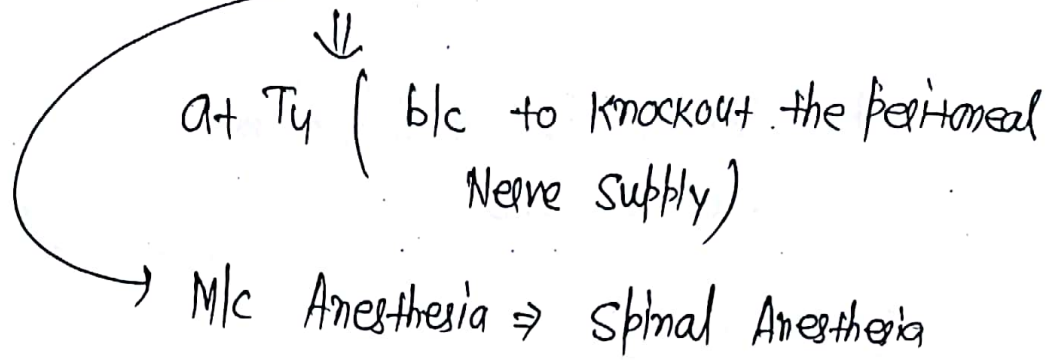 ⇓
at T4 ( b/c to Knockout the peritoneal
Nerve Supply)
→ M/c Anesthesia ⇒ Spinal Anesthesia